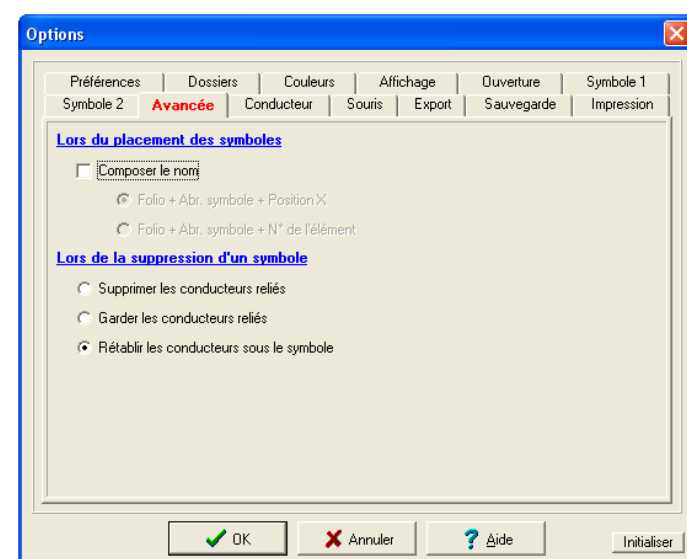 Options
Préférences Dossiers Couleurs Affichage Ouverture Symbole 1
Symbole 2 Avancée Conducteur Souris Export Sauvegarde Impression
Lors du placement des symboles
Composer le nom
Folio + Abr. symbole + Position X
Folio + Abr. symbole + N° de l'élément
Lors de la suppression d'un symbole
Supprimer les conducteurs reliés
Garder les conducteurs reliés
Rétablir les conducteurs sous le symbole
OK Annuler ? Aide Initialiser